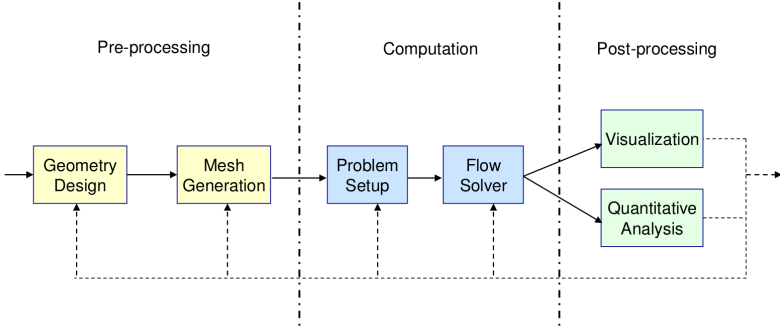 Pre-processing
Computation
Post-processing
Geometry
Design
Mesh
Generation
Problem
Setup
Flow
Solver
Visualization
Quantitative
Analysis